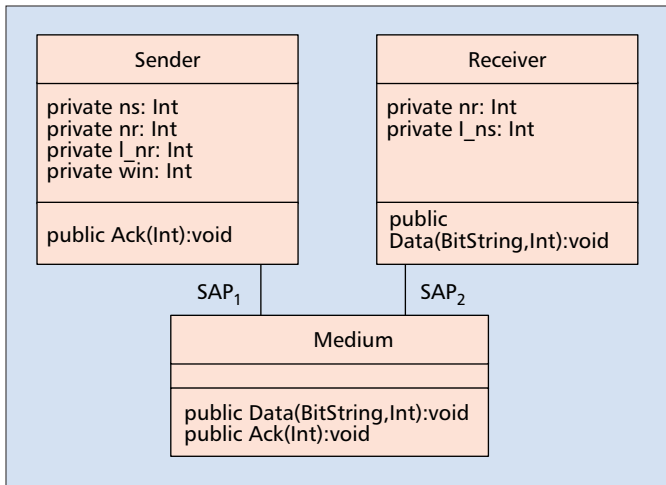 Sender
private ns: Int
private nr: Int
private l_nr: Int
private win: Int
public Ack(Int):void
Receiver
private nr: Int
private l_ns: Int
public
Data(BitString,Int):void
SAP1
SAP2
Medium
public Data(BitString,Int):void
public Ack(Int):void